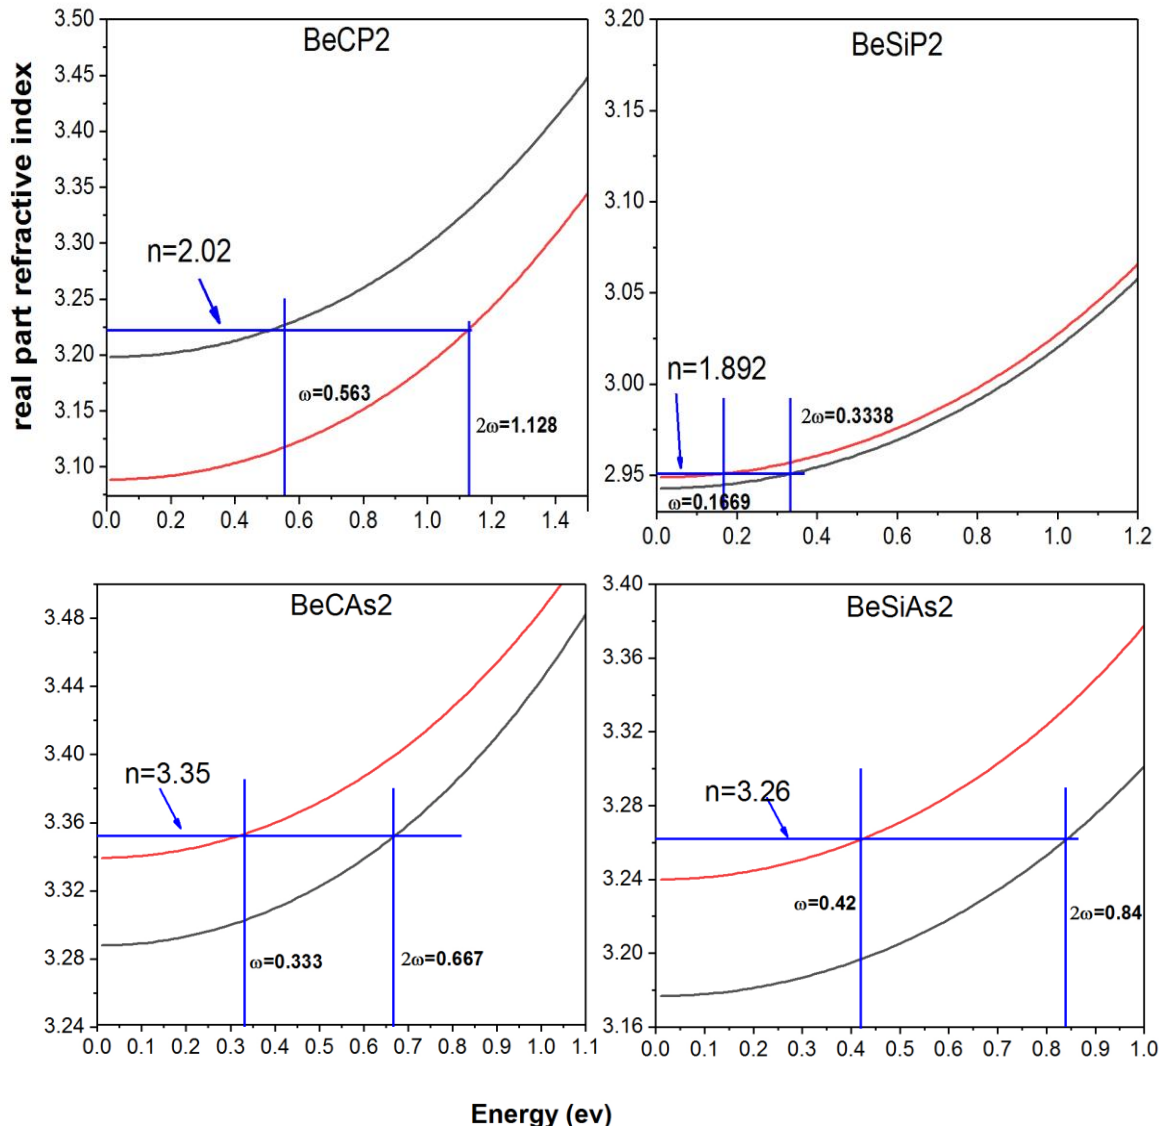 real part refractive index
BeCP2
3.50
3.45
3.40
3.35
3.30
3.25
3.20
3.15
3.10
n=2.02
ω=0.563
2ω=1.128
0.0 0.2 0.4 0.6 0.8 1.0 1.2 1.4
BeSiP2
3.20
3.15
3.10
3.05
3.00
2.95
n=1.892
2ω=0.3338
ω=0.1669
0.0 0.2 0.4 0.6 0.8 1.0 1.2
BeCAs2
3.48
3.44
3.40
3.36
3.32
3.28
3.24
n=3.35
ω=0.333
2ω=0.667
0.0 0.1 0.2 0.3 0.4 0.5 0.6 0.7 0.8 0.9 1.0 1.1
BeSiAs2
3.40
3.36
3.32
3.28
3.24
3.20
3.16
n=3.26
ω=0.42
2ω=0.84
0.0 0.1 0.2 0.3 0.4 0.5 0.6 0.7 0.8 0.9 1.0
Energy (ev)